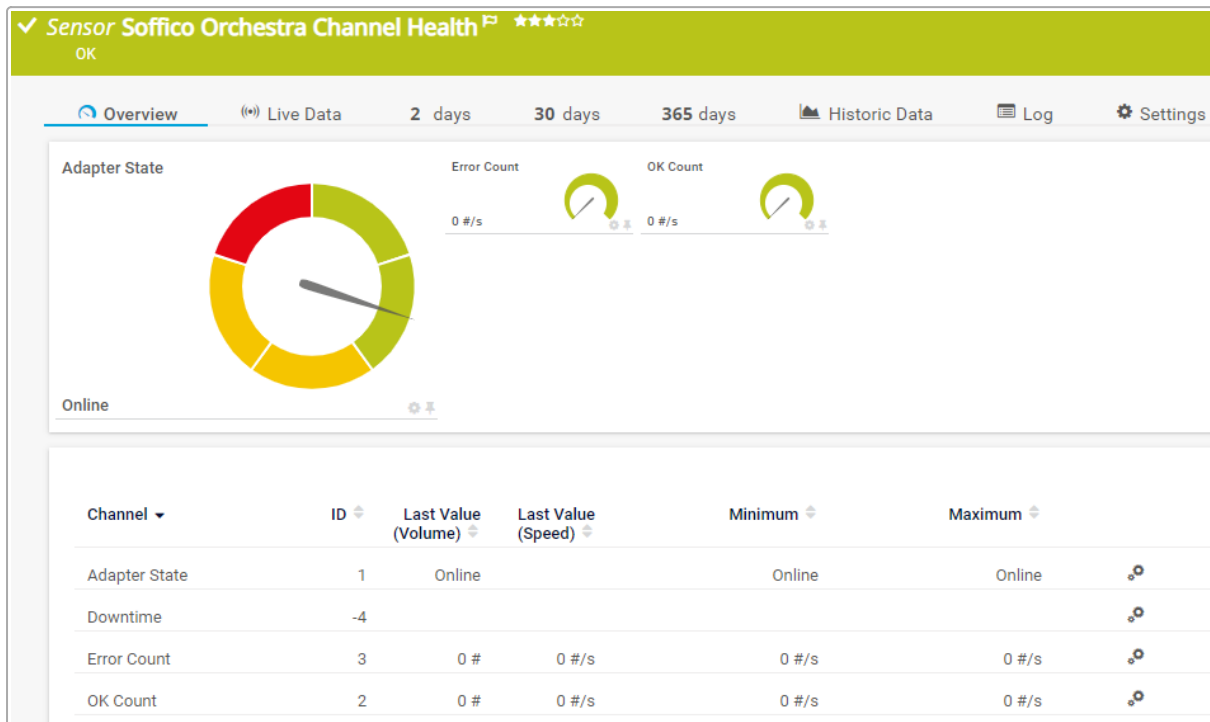 Sensor Soffico Orchestra Channel Health
OK
Overview Live Data 2 days 30 days 365 days Historic Data Log Settings
Adapter State
Error Count
OK Count
0 #/s
0 #/s
Online
Channel ID Last Value (Volume) Last Value (Speed) Minimum Maximum
Adapter State 1 Online Online Online
Downtime -4
Error Count 3 0 # 0 #/s 0 #/s 0 #/s
OK Count 2 0 # 0 #/s 0 #/s 0 #/s